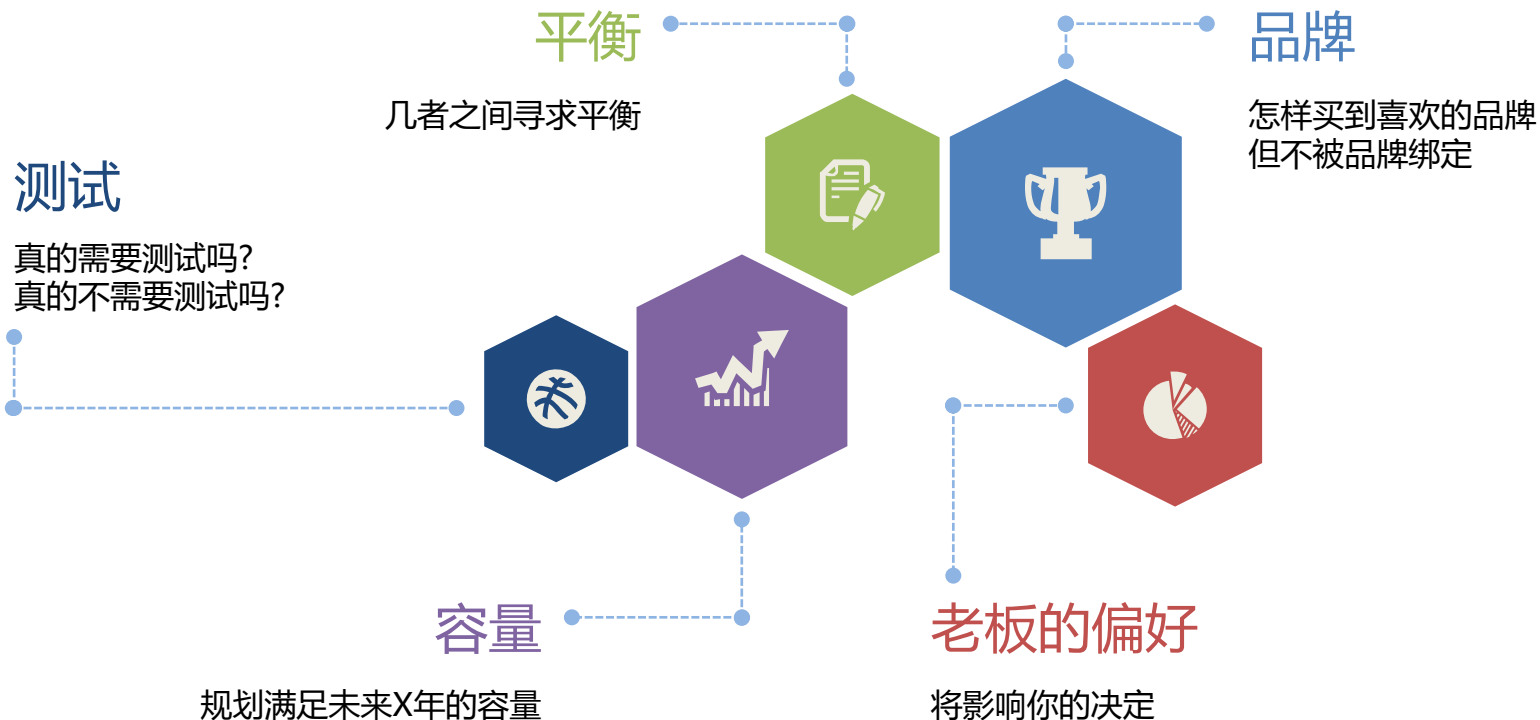 平衡
几者之间寻求平衡
品牌
怎样买到喜欢的品牌
但不被品牌绑定
测试
真的需要测试吗?
真的不需要测试吗?
容量
规划满足未来X年的容量
老板的偏好
将影响你的决定